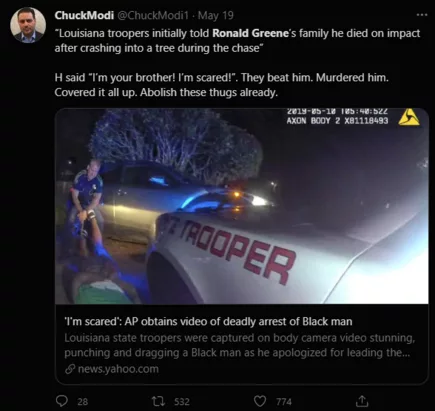 ChuckModi @ChuckModi1 · May 19
"Louisiana troopers initially told Ronald Greene's family he died on impact
after crashing into a tree during the chase"
H said "I'm your brother! I'm scared!". They beat him. Murdered him.
Covered it all up. Abolish these thugs already.
2019-05-10 T05:40:52Z
AXON BODY 2 X81118493
TROOPER
'I'm scared': AP obtains video of deadly arrest of Black man
Louisiana state troopers were captured on body camera video stunning,
punching and dragging a Black man as he apologized for leading the...
news.yahoo.com
28 532 774